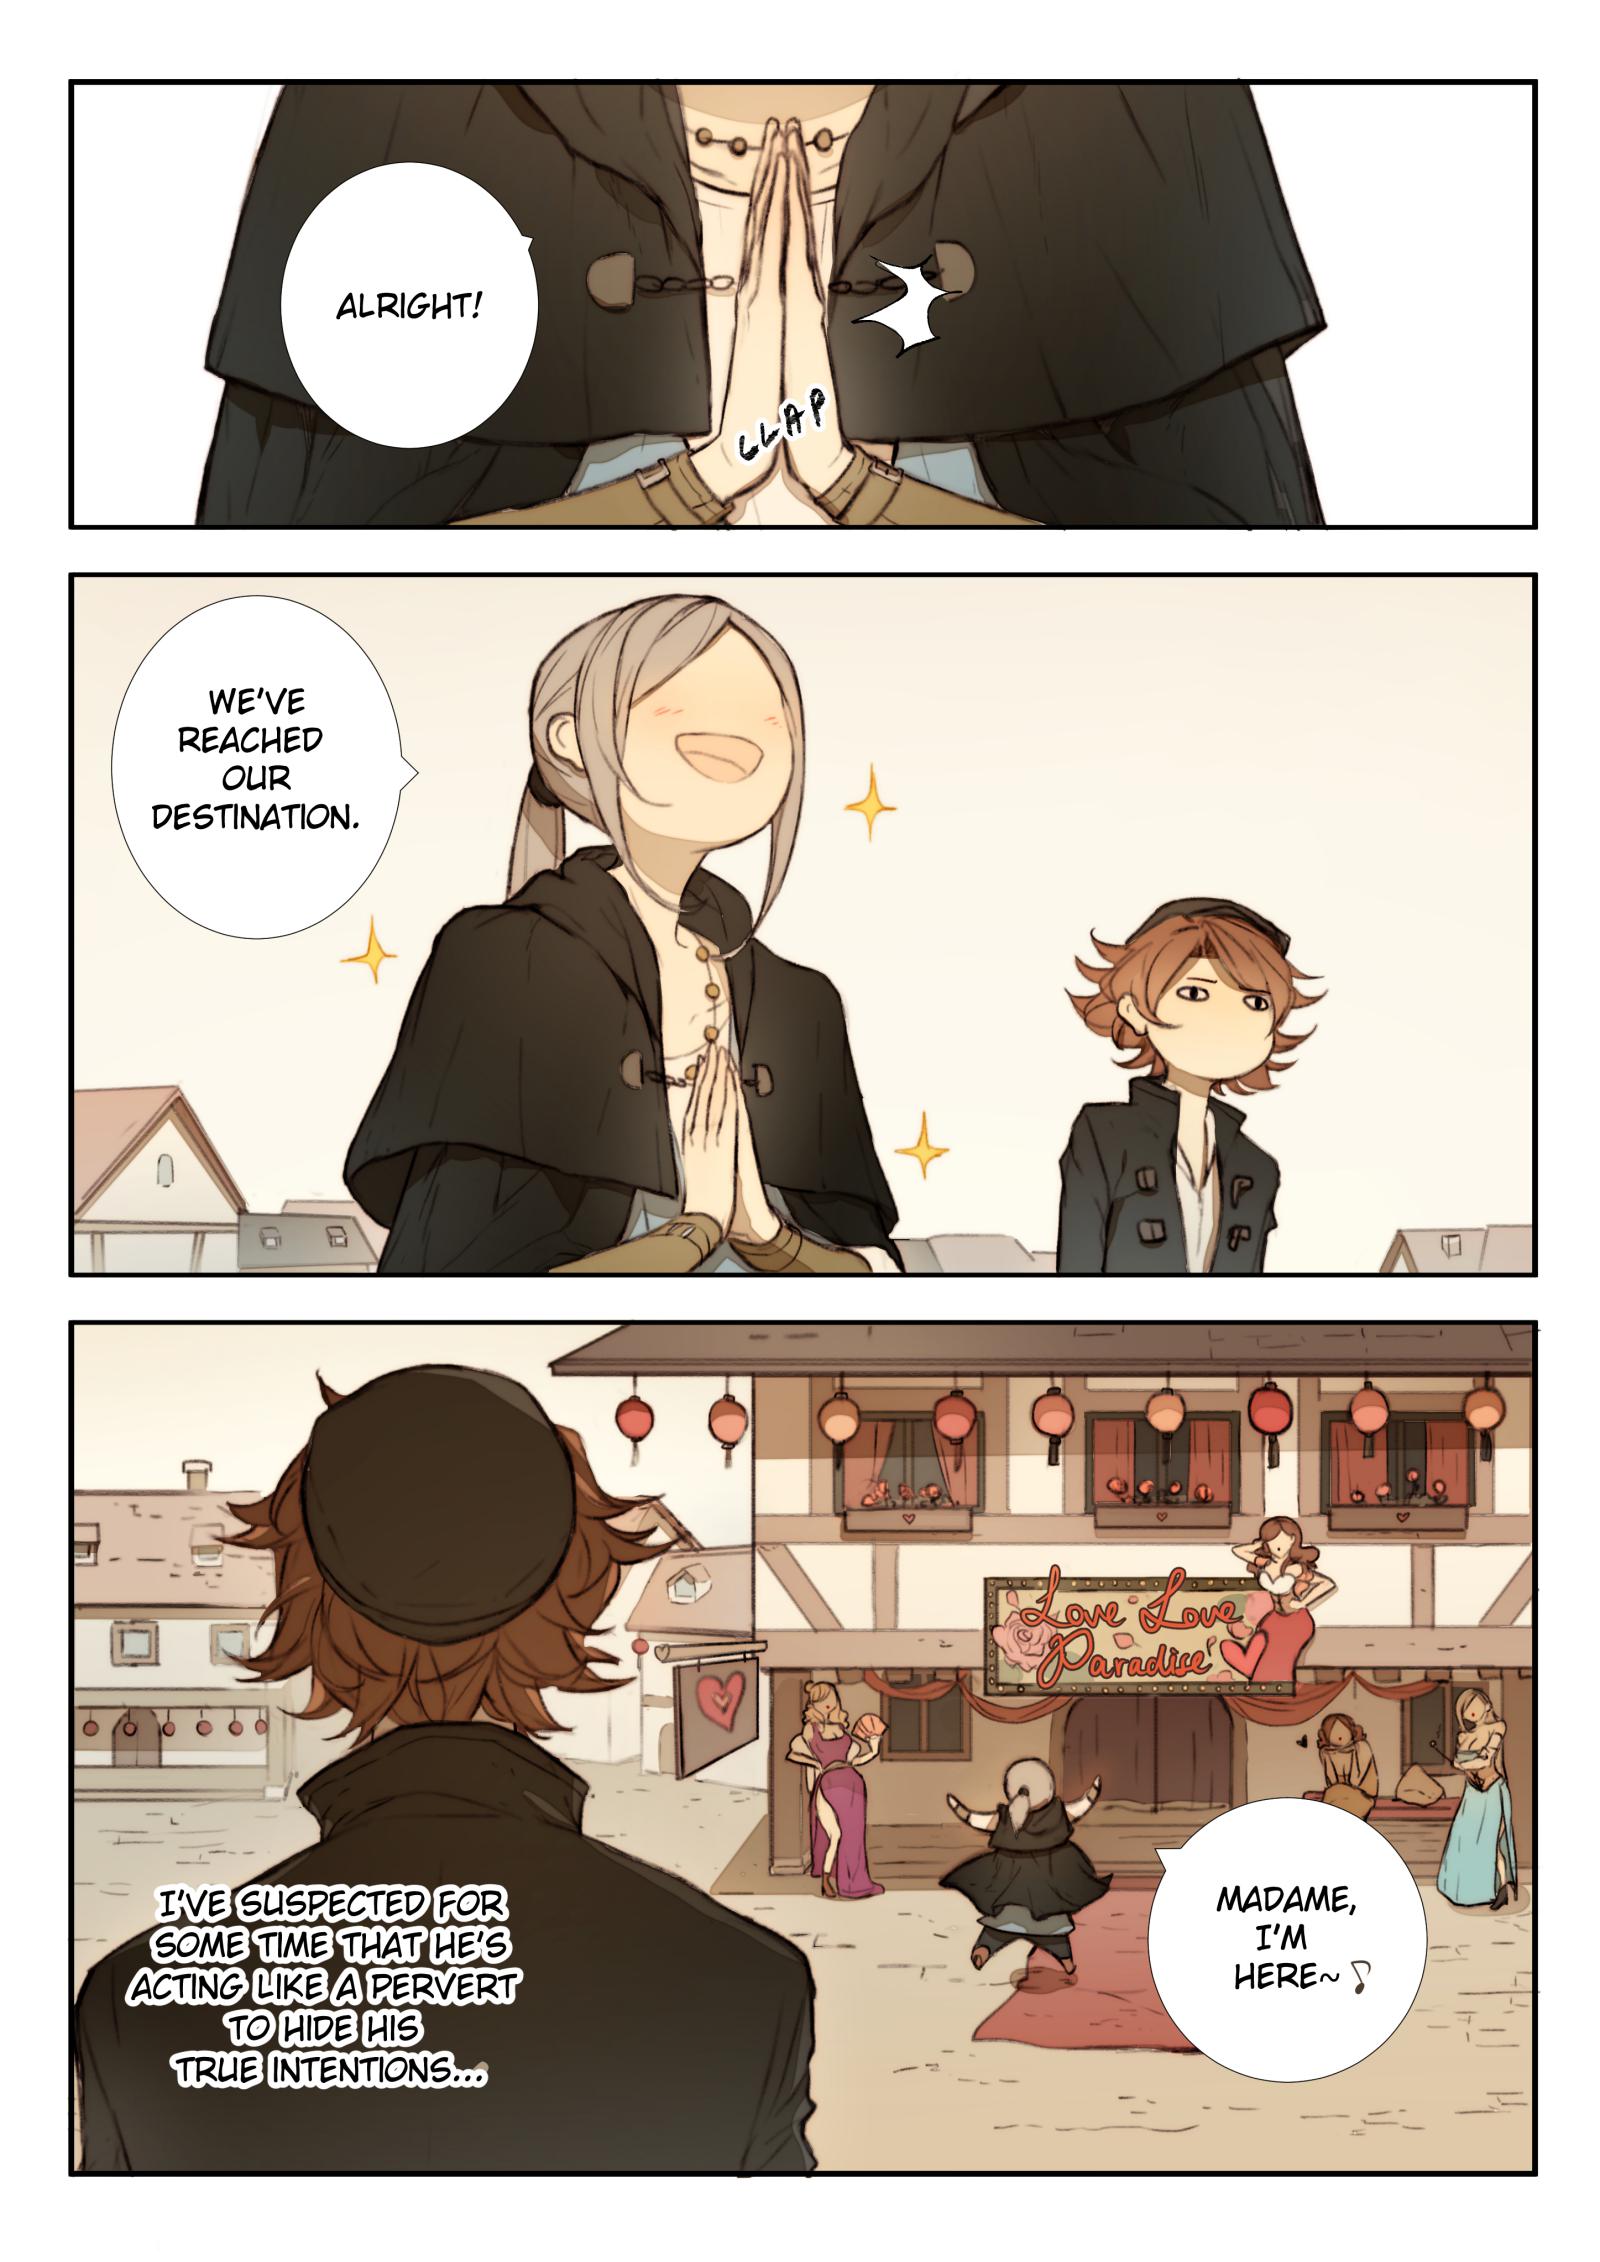 ALRIGHT!
CLAP
WE'VE
REACHED
OUR
DESTINATION.
Love Love
Paradise
I'VE SUSPECTED FOR
SOME TIME THAT HE'S
ACTING LIKE A PERVERT
TO HIDE HIS
TRUE INTENTIONS...
MADAME,
I'M
HERE~♪